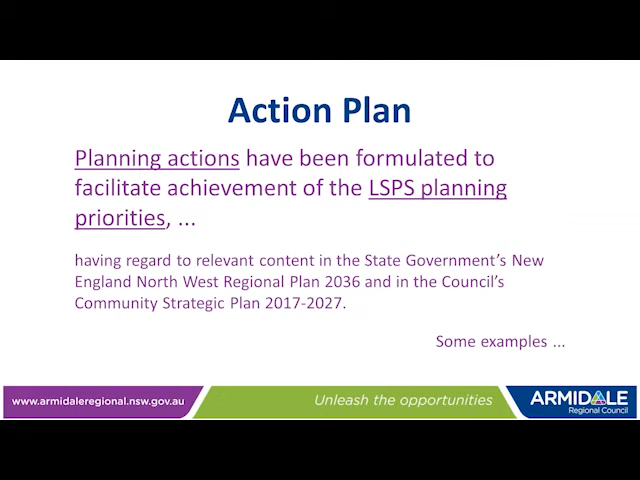 Action Plan
Planning actions have been formulated to
facilitate achievement of the LSPS planning
priorities, ...
having regard to relevant content in the State Government’s New
England North West Regional Plan 2036 and in the Council’s
Community Strategic Plan 2017-2027.
Some examples ...
www.armidaleregional.nsw.gov.au
Unleash the opportunities
ARMIDALE
Regional Council